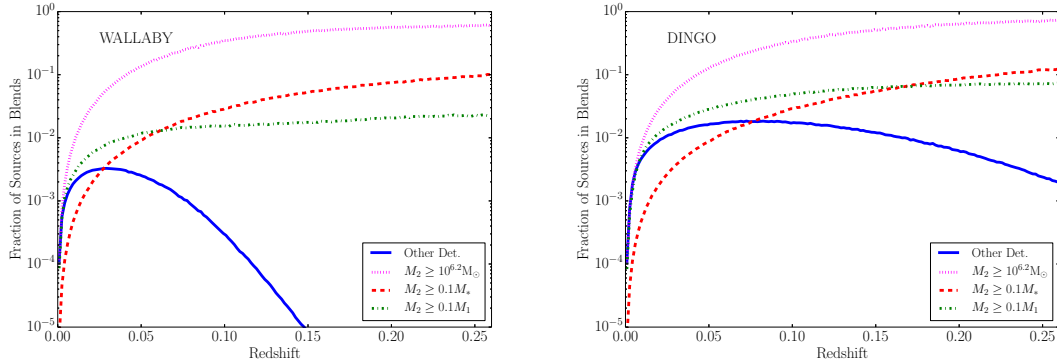 WALLABY
Fraction of Sources in Blends
10^0
10^-1
10^-2
10^-3
10^-4
10^-5
0.00 0.05 0.10 0.15 0.20 0.25
Redshift
Other Det.
M_2 ≥ 10^6.2 M_⊙
M_2 ≥ 0.1M_*
M_2 ≥ 0.1M_1
DINGO
Fraction of Sources in Blends
10^0
10^-1
10^-2
10^-3
10^-4
10^-5
0.00 0.05 0.10 0.15 0.20 0.25
Redshift
Other Det.
M_2 ≥ 10^6.2 M_⊙
M_2 ≥ 0.1M_*
M_2 ≥ 0.1M_1